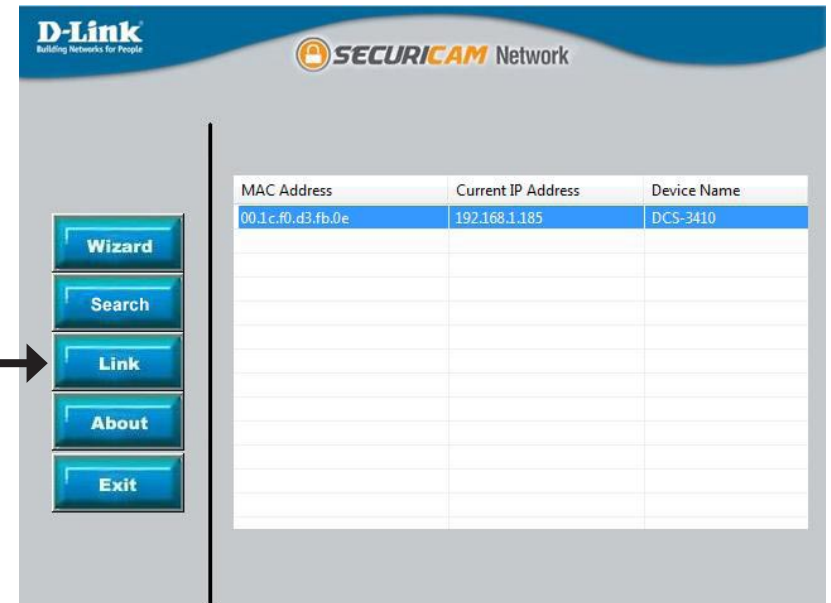 D-Link
Building Networks for People
SECURICAM Network
MAC Address Current IP Address Device Name
00.1c.f0.d3.fb.0e 192.168.1.185 DCS-3410
Wizard
Search
Link
About
Exit